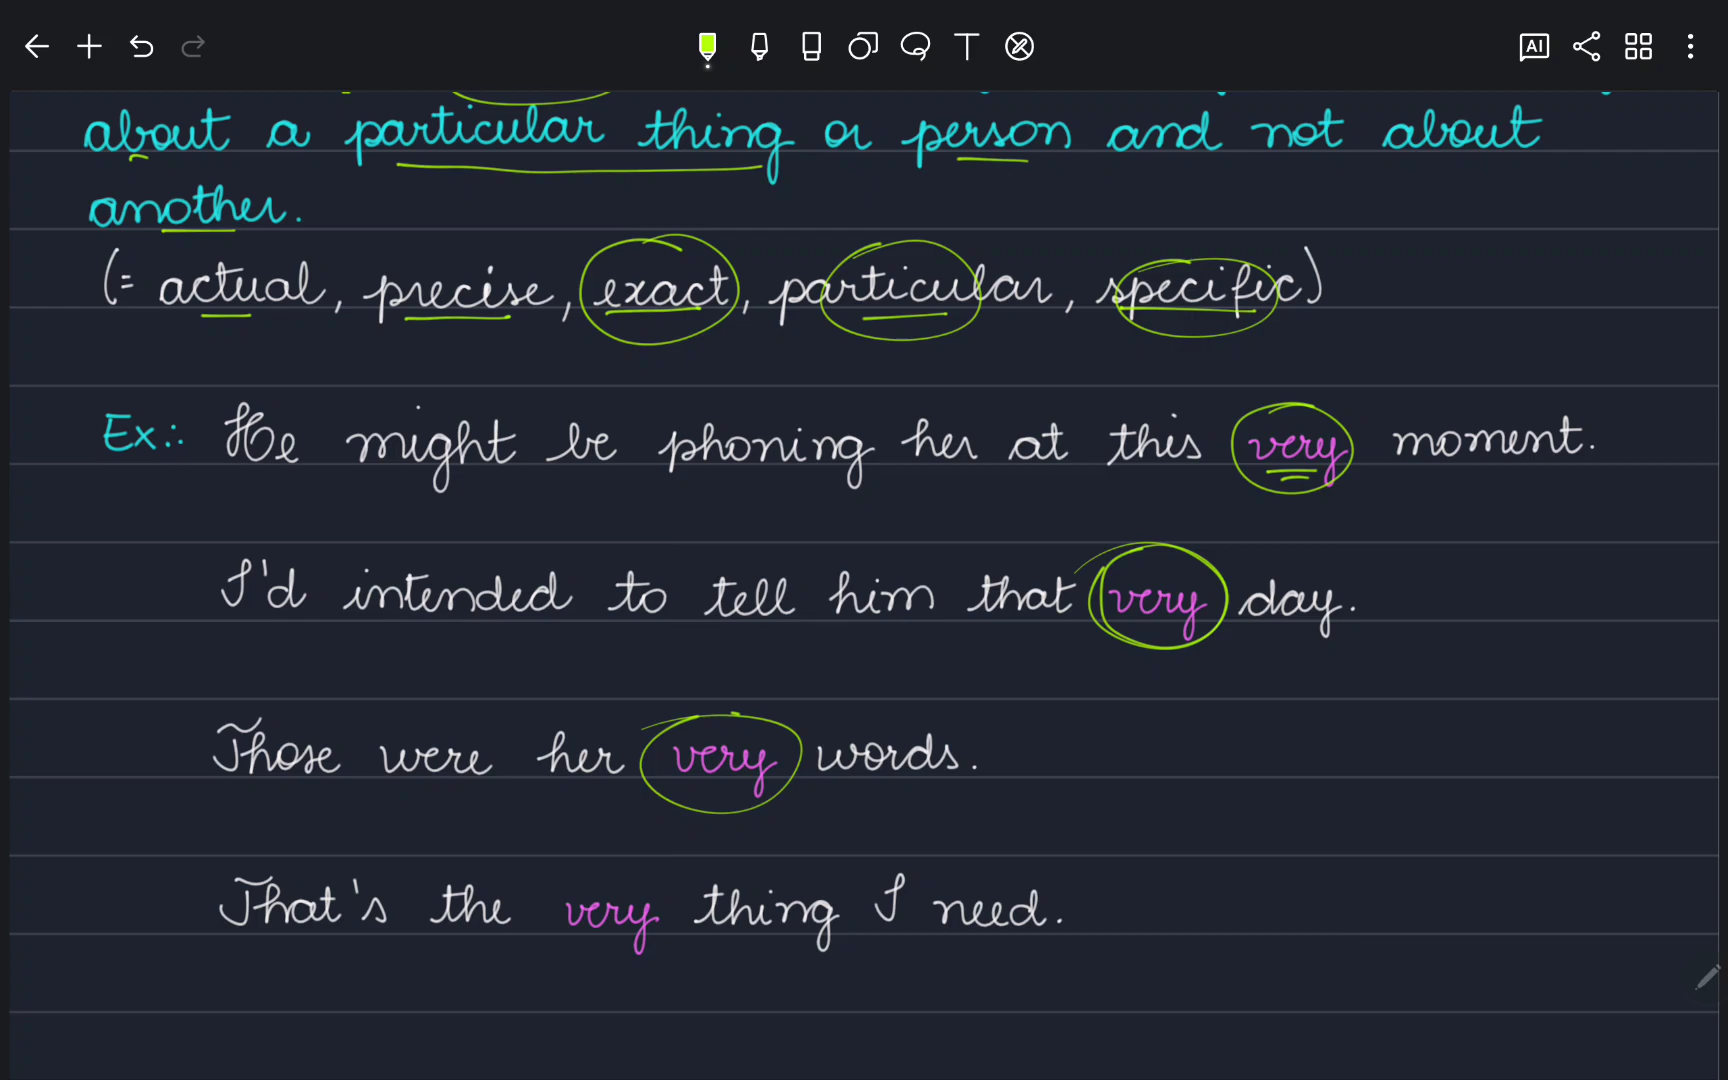 AI
about a particular thing or person and not about
another.
(= actual, precise, exact, particular, specific)
Ex:. He might be phoning her at this very moment.
I'd intended to tell him that very day.
Those were her very words.
That's the very thing I need.